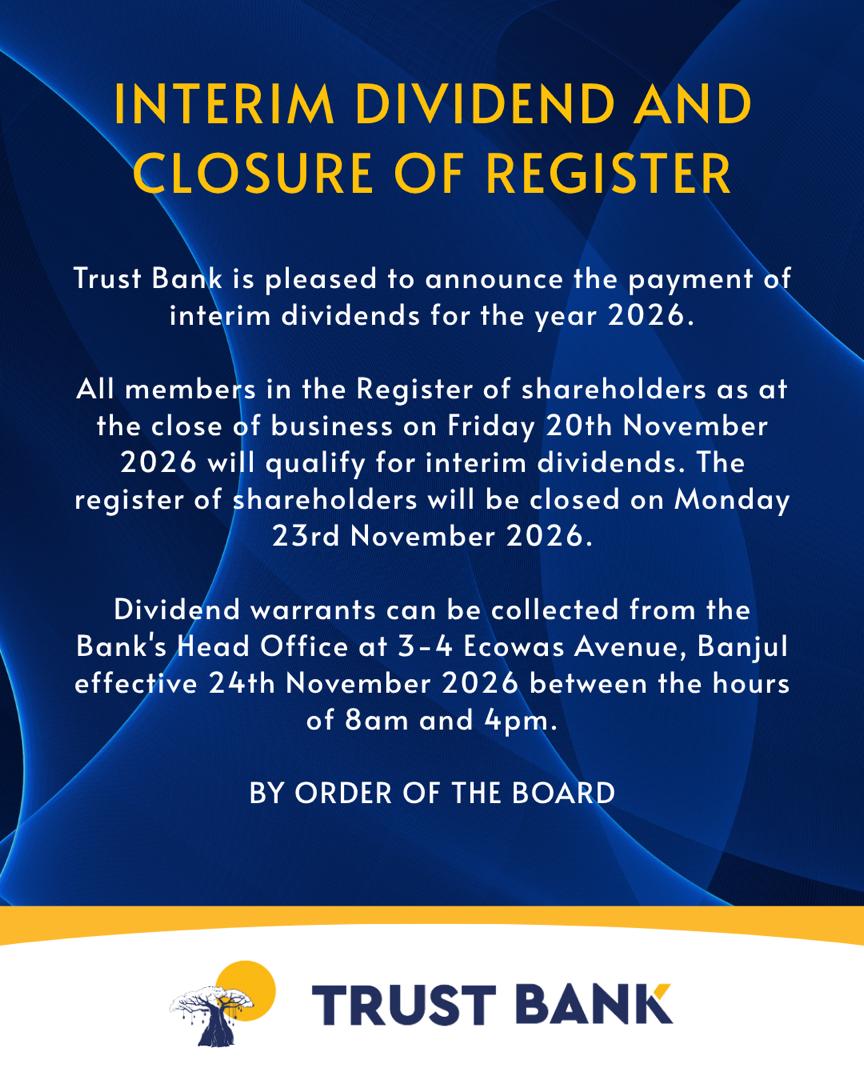 INTERIM DIVIDEND AND
CLOSURE OF REGISTER
Trust Bank is pleased to announce the payment of
interim dividends for the year 2026.
All members in the Register of shareholders as at
the close of business on Friday 20th November
2026 will qualify for interim dividends. The
register of shareholders will be closed on Monday
23rd November 2026.
Dividend warrants can be collected from the
Bank's Head Office at 3-4 Ecowas Avenue, Banjul
effective 24th November 2026 between the hours
of 8am and 4pm.
BY ORDER OF THE BOARD
TRUST BANK